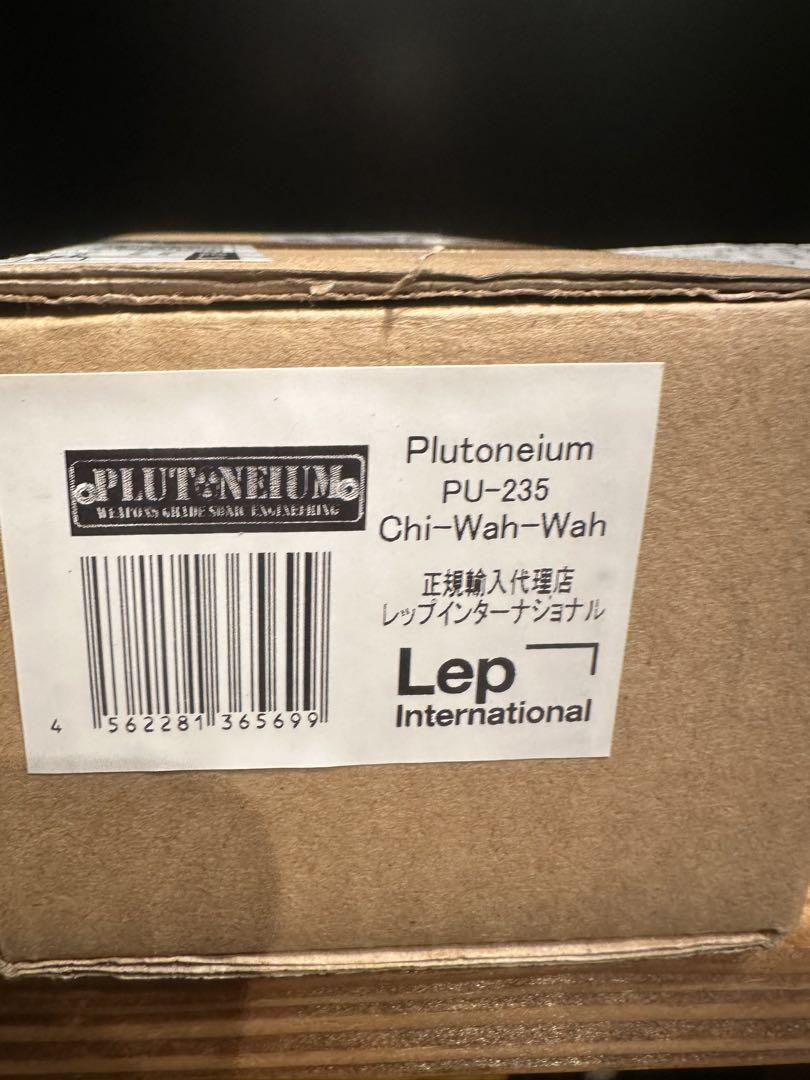 PLUTONEIUM
WEAPONS GRADE SONIC ENGINEERING
Plutoneium
PU-235
Chi-Wah-Wah
正規輸入代理店
レップインターナショナル
Lep
International
4 562281 365699